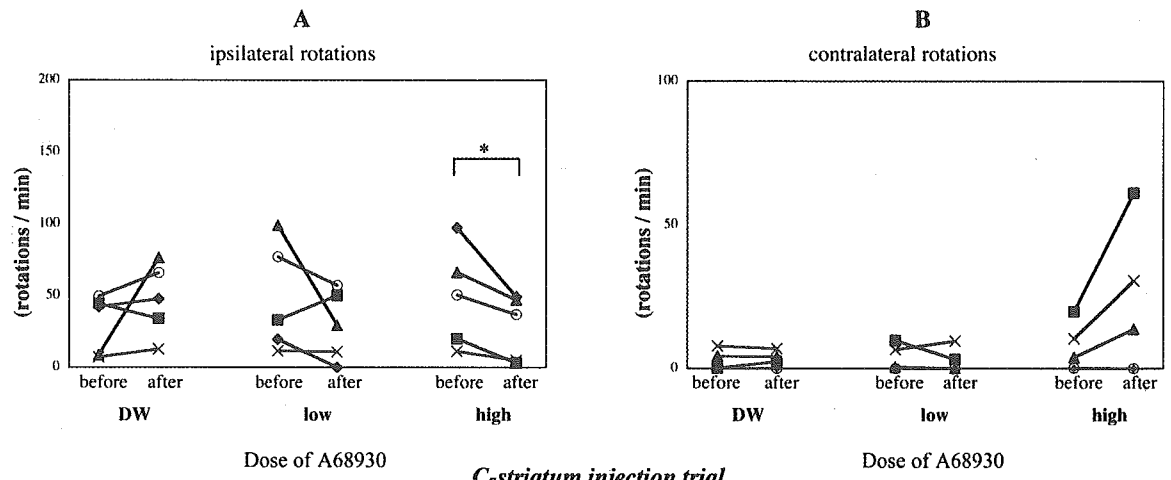 A
ipsilateral rotations
200
150
100
50
0
(rotations / min)
*
before after before after before after
DW low high
Dose of A68930
B
contralateral rotations
100
50
0
(rotations / min)
before after before after before after
DW low high
Dose of A68930
C-striatum injection trial